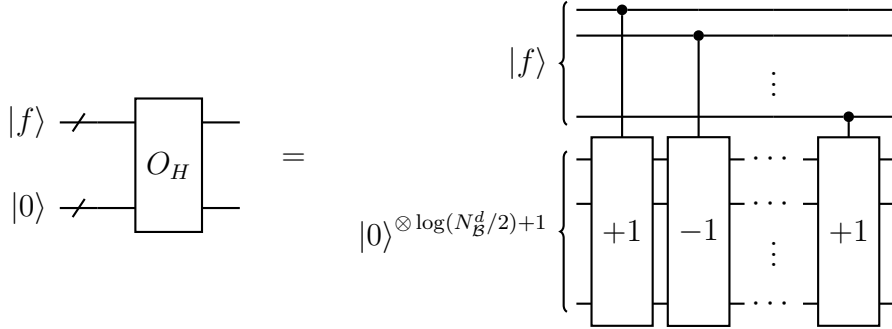 |f⟩
|0⟩
O_H
=
|f⟩
⋮
|0⟩^{⊗ log(N_𝓑^d/2)+1}
+1
−1
⋯
⋯
⋮
⋯
+1